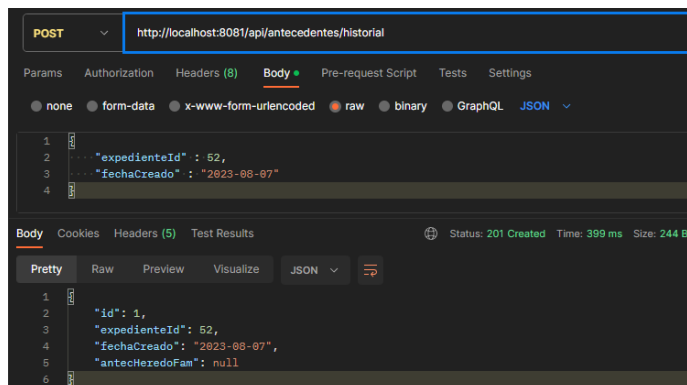 POST http://localhost:8081/api/antecedentes/historial
Params Authorization Headers (8) Body Pre-request Script Tests Settings
none form-data x-www-form-urlencoded raw binary GraphQL JSON
1 {
2 "expedienteId" : 52,
3 "fechaCreado" : "2023-08-07"
4 }
Body Cookies Headers (5) Test Results Status: 201 Created Time: 399 ms Size: 244 B
Pretty Raw Preview Visualize JSON
1 {
2 "id": 1,
3 "expedienteId": 52,
4 "fechaCreado": "2023-08-07",
5 "antecHeredoFam": null
6 }